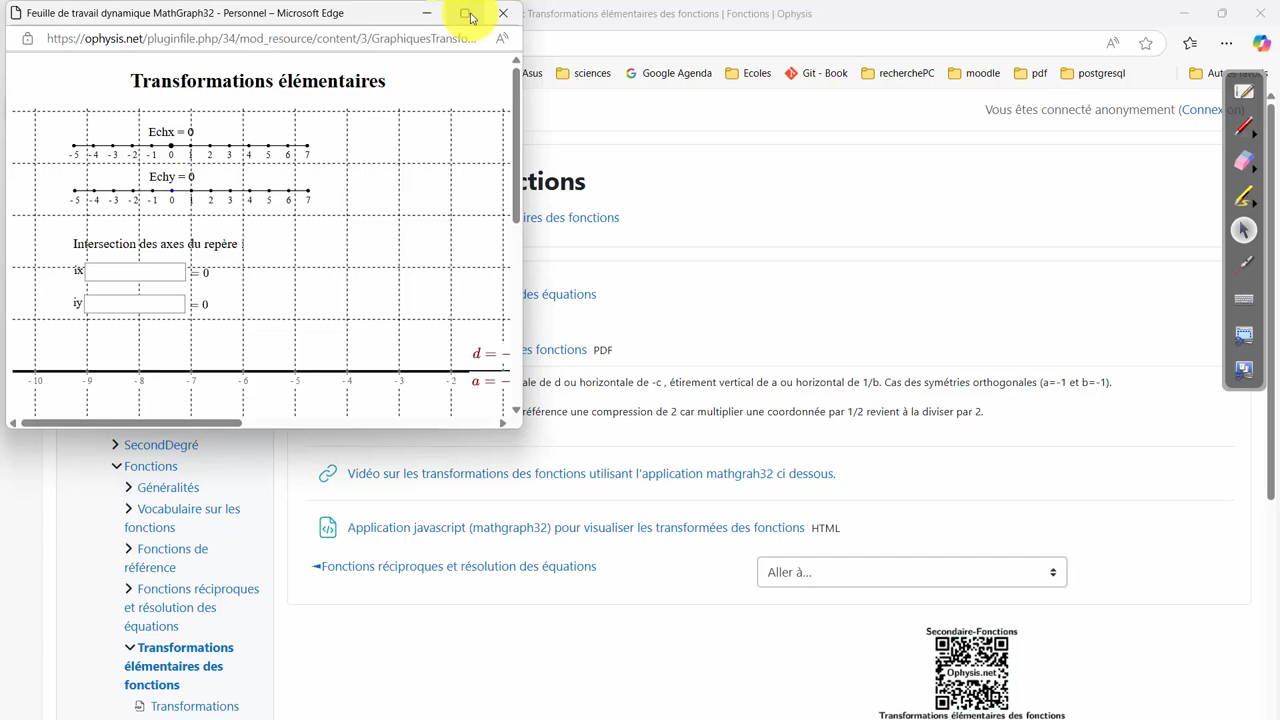 Feuille de travail dynamique MathGraph32 - Personnel – Microsoft Edge
: Transformations élémentaires des fonctions | Fonctions | Ophysis
https://ophysis.net/pluginfile.php/34/mod_resource/content/3/GraphiquesTransfo...
Asus
sciences
Google Agenda
Ecoles
Git - Book
recherchePC
moodle
pdf
postgresql
Vous êtes connecté anonymement (Connexion)
Transformations élémentaires
Echx = 0
-5 -4 -3 -2 -1 0 1 2 3 4 5 6 7
Echy = 0
-5 -4 -3 -2 -1 0 1 2 3 4 5 6 7
Intersection des axes du repère :
ix = 0
iy = 0
d = –
a = –
-10 -9 -8 -7 -6 -5 -4 -3 -2
ctions
ires des fonctions
des équations
es fonctions PDF
ale de d ou horizontale de -c , étirement vertical de a ou horizontal de 1/b. Cas des symétries orthogonales (a=-1 et b=-1).
référence une compression de 2 car multiplier une coordonnée par 1/2 revient à la diviser par 2.
Vidéo sur les transformations des fonctions utilisant l'application mathgrah32 ci dessous.
Application javascript (mathgraph32) pour visualiser les transformées des fonctions HTML
◄Fonctions réciproques et résolution des équations
Aller à...
SecondDegré
Fonctions
Généralités
Vocabulaire sur les
fonctions
Fonctions de
référence
Fonctions réciproques
et résolution des
équations
Transformations
élémentaires des
fonctions
Transformations
Secondaire-Fonctions
Ophysis.net
Transformations élémentaires des fonctions